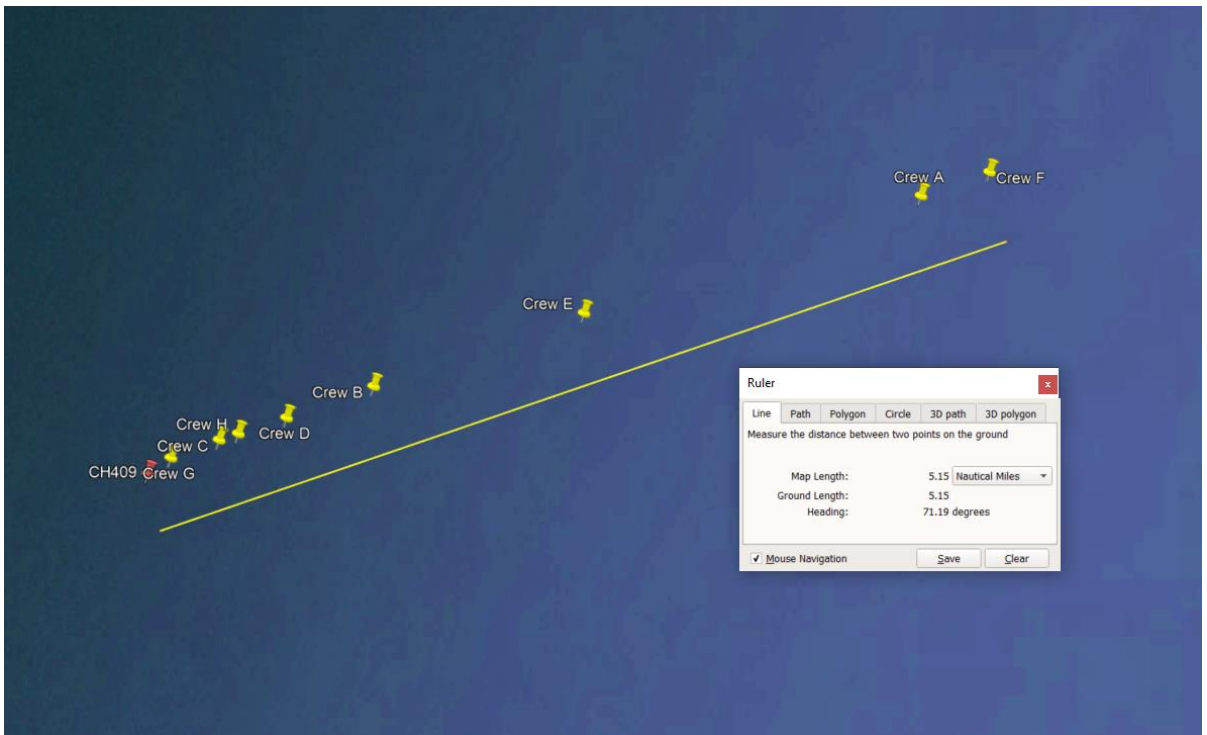 Crew A
Crew F
Crew E
Crew B
Crew H
Crew D
Crew C
CH409 Crew G
Ruler
x
Line Path Polygon Circle 3D path 3D polygon
Measure the distance between two points on the ground
Map Length: 5.15 Nautical Miles
Ground Length: 5.15
Heading: 71.19 degrees
Mouse Navigation Save Clear